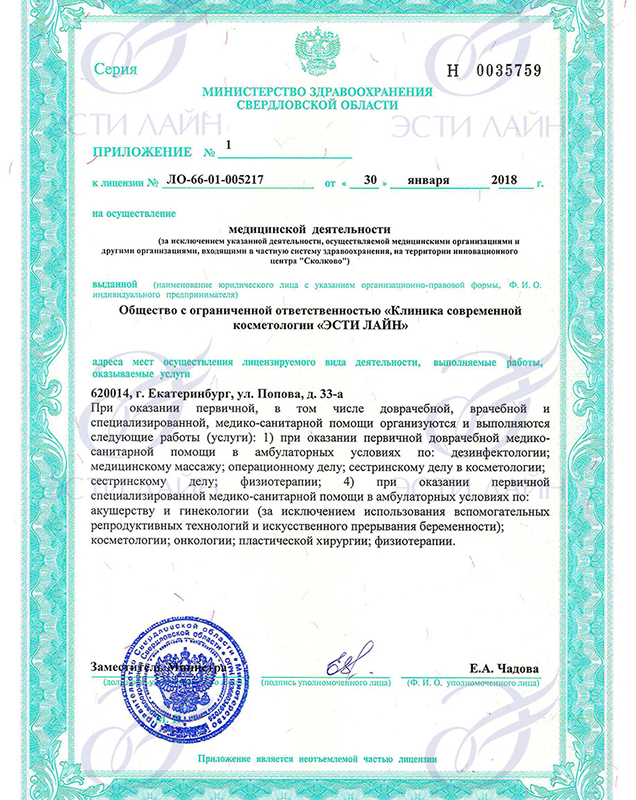 Серия
Н 0035759
МИНИСТЕРСТВО ЗДРАВООХРАНЕНИЯ
СВЕРДЛОВСКОЙ ОБЛАСТИ
ЭСТИ ЛАЙН ЭСТИ ЛАЙН
ПРИЛОЖЕНИЕ № 1
к лицензии № ЛО-66-01-005217 от « 30 » января 2018 г.
на осуществление
медицинской деятельности
(за исключением указанной деятельности, осуществляемой медицинскими организациями и
другими организациями, входящими в частную систему здравоохранения, на территории инновационного
центра "Сколково")
выданной (наименование юридического лица с указанием организационно-правовой формы, Ф. И. О.
индивидуального предпринимателя)
Общество с ограниченной ответственностью «Клиника современной
косметологии «ЭСТИ ЛАЙН»
адреса мест осуществления лицензируемого вида деятельности, выполняемые работы,
оказываемые услуги
620014, г. Екатеринбург, ул. Попова, д. 33-а
При оказании первичной, в том числе доврачебной, врачебной и
специализированной, медико-санитарной помощи организуются и выполняются
следующие работы (услуги): 1) при оказании первичной доврачебной медико-
санитарной помощи в амбулаторных условиях по: дезинфектологии;
медицинскому массажу; операционному делу; сестринскому делу в косметологии;
сестринскому делу; физиотерапии; 4) при оказании первичной
специализированной медико-санитарной помощи в амбулаторных условиях по:
акушерству и гинекологии (за исключением использования вспомогательных
репродуктивных технологий и искусственного прерывания беременности);
косметологии; онкологии; пластической хирургии; физиотерапии.
Заместитель Министра
Е.А. Чадова
(подпись уполномоченного лица)
(Ф. И. О. уполномоченного лица)
Приложение является неотъемлемой частью лицензии